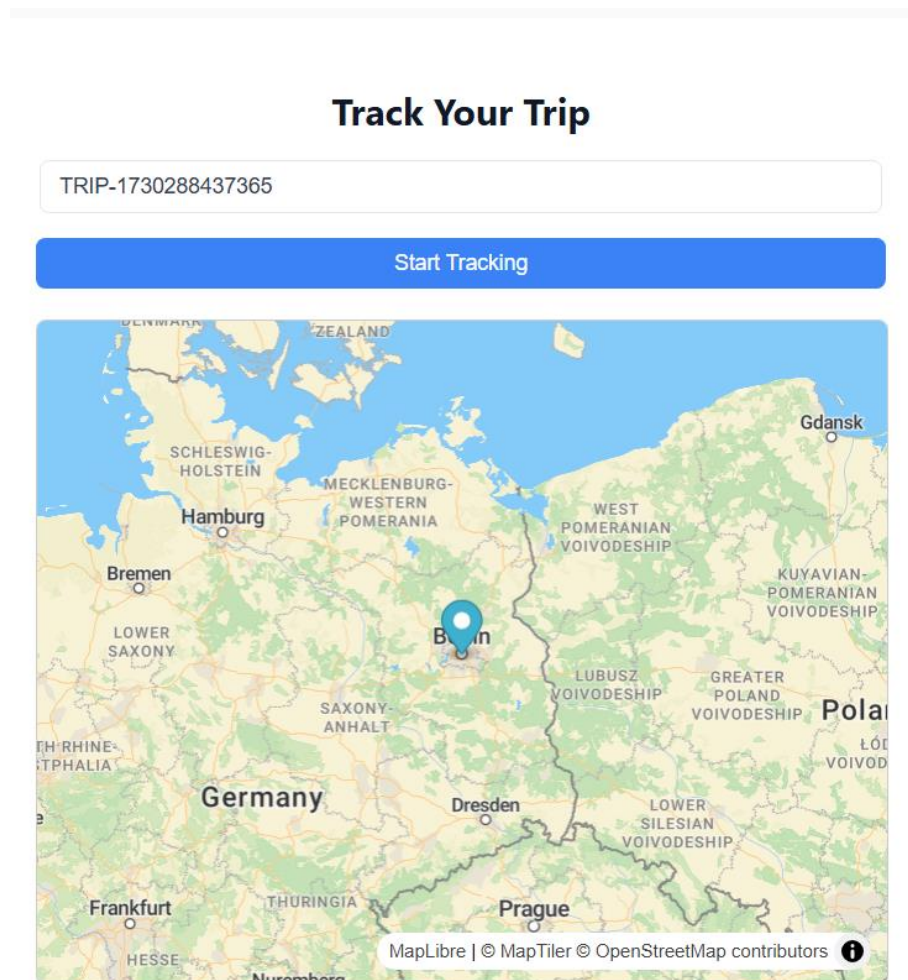 Track Your Trip
TRIP-1730288437365
Start Tracking
DENMARK
ZEALAND
Gdansk
SCHLESWIG-
HOLSTEIN
MECKLENBURG-
WESTERN
POMERANIA
Hamburg
WEST
POMERANIAN
VOIVODESHIP
Bremen
KUYAVIAN-
POMERANIAN
VOIVODESHIP
LOWER
SAXONY
LUBUSZ
VOIVODESHIP
GREATER
POLAND
VOIVODESHIP
SAXONY-
ANHALT
Germany
Dresden
LOWER
SILESIAN
VOIVODESHIP
THURINGIA
Frankfurt
Prague
HESSE
MapLibre | © MapTiler © OpenStreetMap contributors
Nuremberg